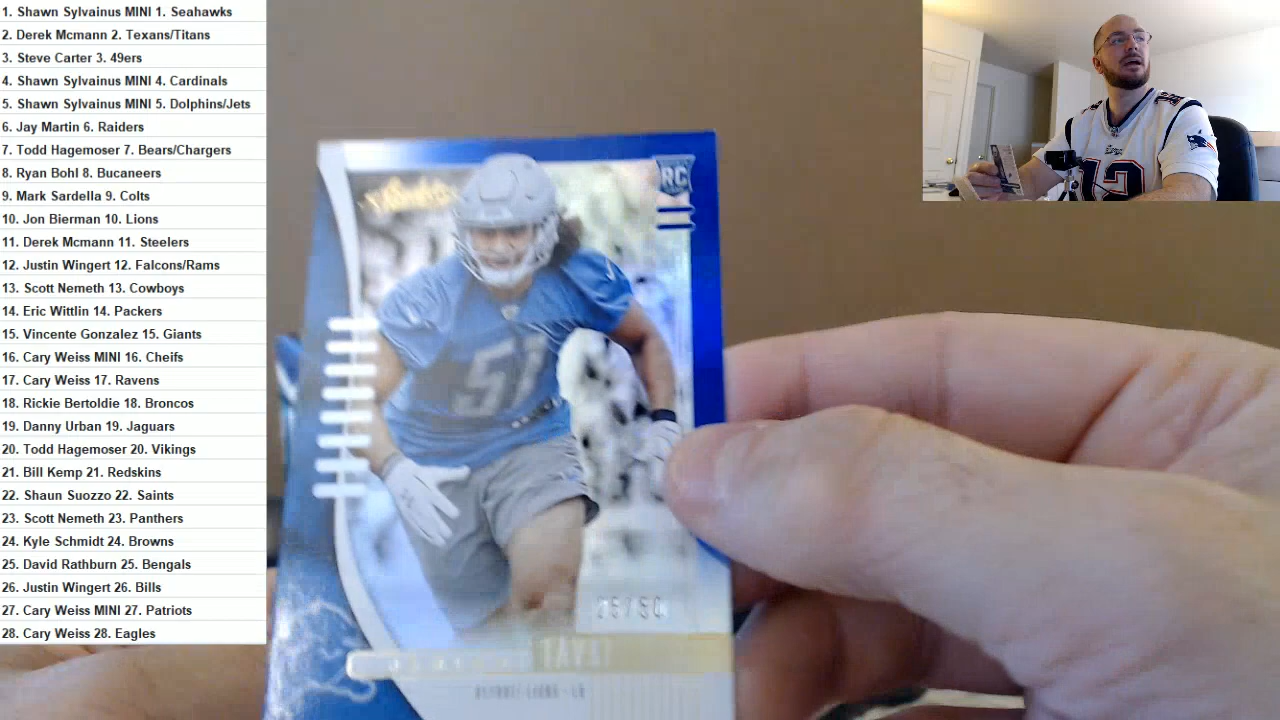 1. Shawn Sylvainus MINI 1. Seahawks
2. Derek Mcmann 2. Texans/Titans
3. Steve Carter 3. 49ers
4. Shawn Sylvainus MINI 4. Cardinals
5. Shawn Sylvainus MINI 5. Dolphins/Jets
6. Jay Martin 6. Raiders
7. Todd Hagemoser 7. Bears/Chargers
8. Ryan Bohl 8. Bucaneers
9. Mark Sardella 9. Colts
10. Jon Bierman 10. Lions
11. Derek Mcmann 11. Steelers
12. Justin Wingert 12. Falcons/Rams
13. Scott Nemeth 13. Cowboys
14. Eric Wittlin 14. Packers
15. Vincente Gonzalez 15. Giants
16. Cary Weiss MINI 16. Cheifs
17. Cary Weiss 17. Ravens
18. Rickie Bertoldie 18. Broncos
19. Danny Urban 19. Jaguars
20. Todd Hagemoser 20. Vikings
21. Bill Kemp 21. Redskins
22. Shaun Suozzo 22. Saints
23. Scott Nemeth 23. Panthers
24. Kyle Schmidt 24. Browns
25. David Rathburn 25. Bengals
26. Justin Wingert 26. Bills
27. Cary Weiss MINI 27. Patriots
28. Cary Weiss 28. Eagles
RC
51
TAVAI
DETROIT LIONS - LB
12